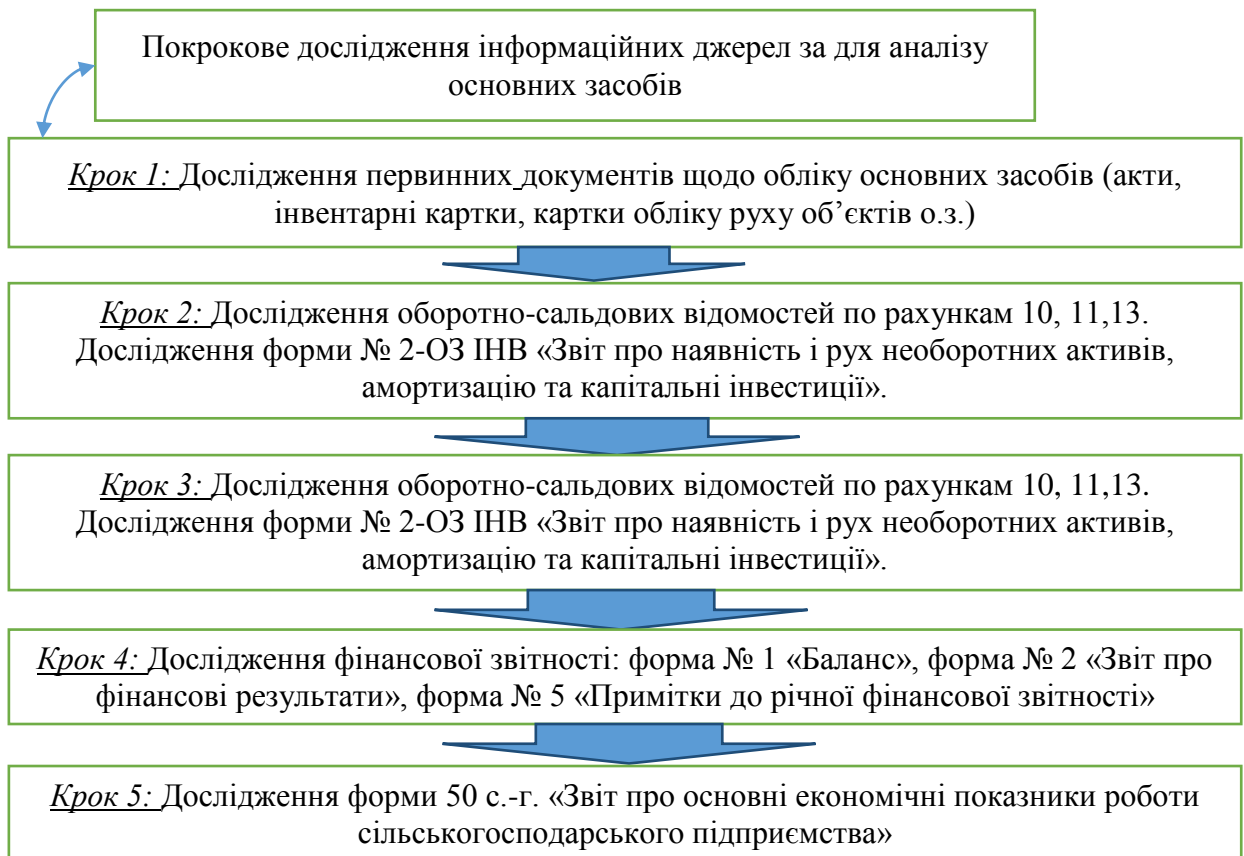 Покрокове дослідження інформаційних джерел за для аналізу
основних засобів
Крок 1: Дослідження первинних документів щодо обліку основних засобів (акти,
інвентарні картки, картки обліку руху об’єктів о.з.)
Крок 2: Дослідження оборотно-сальдових відомостей по рахункам 10, 11,13.
Дослідження форми № 2-ОЗ ІНВ «Звіт про наявність і рух необоротних активів,
амортизацію та капітальні інвестиції».
Крок 3: Дослідження оборотно-сальдових відомостей по рахункам 10, 11,13.
Дослідження форми № 2-ОЗ ІНВ «Звіт про наявність і рух необоротних активів,
амортизацію та капітальні інвестиції».
Крок 4: Дослідження фінансової звітності: форма № 1 «Баланс», форма № 2 «Звіт про
фінансові результати», форма № 5 «Примітки до річної фінансової звітності»
Крок 5: Дослідження форми 50 с.-г. «Звіт про основні економічні показники роботи
сільськогосподарського підприємства»